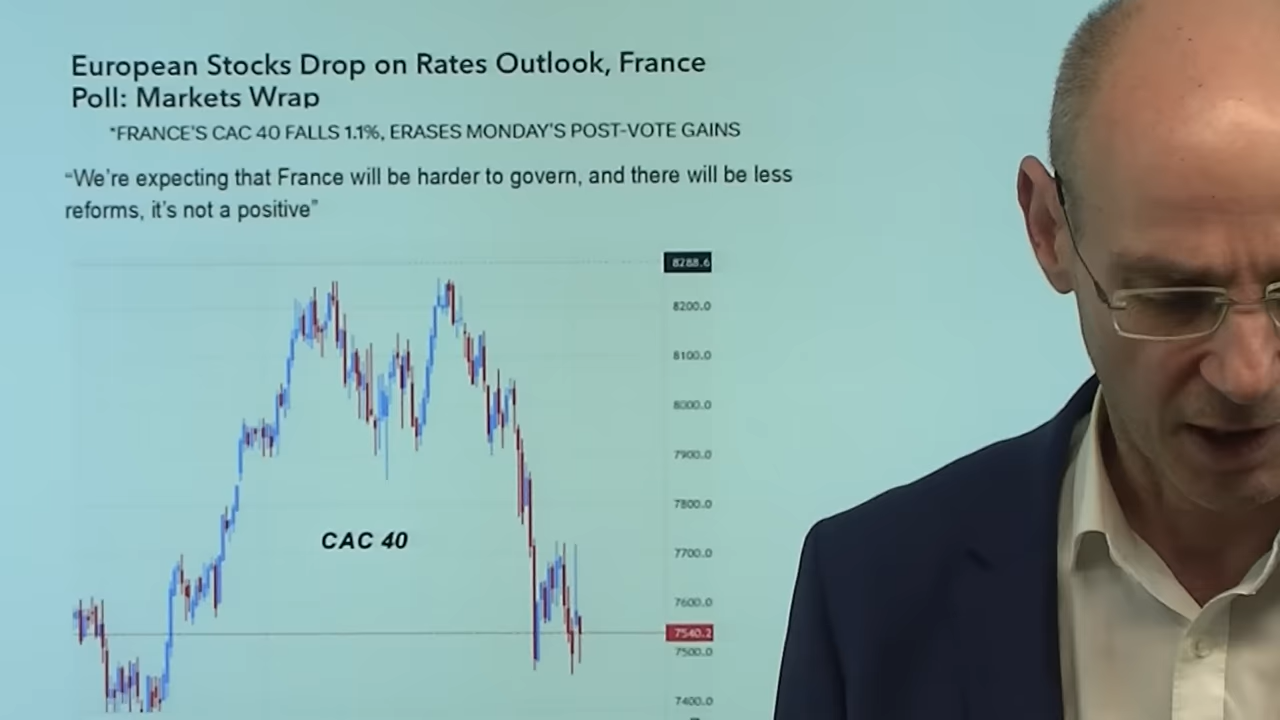 European Stocks Drop on Rates Outlook, France
Poll: Markets Wrap
*FRANCE'S CAC 40 FALLS 1.1%, ERASES MONDAY'S POST-VOTE GAINS
“We're expecting that France will be harder to govern, and there will be less
reforms, it's not a positive”
8288.6
8200.0
8100.0
8000.0
7900.0
7800.0
CAC 40
7700.0
7600.0
7540.2
7500.0
7400.0